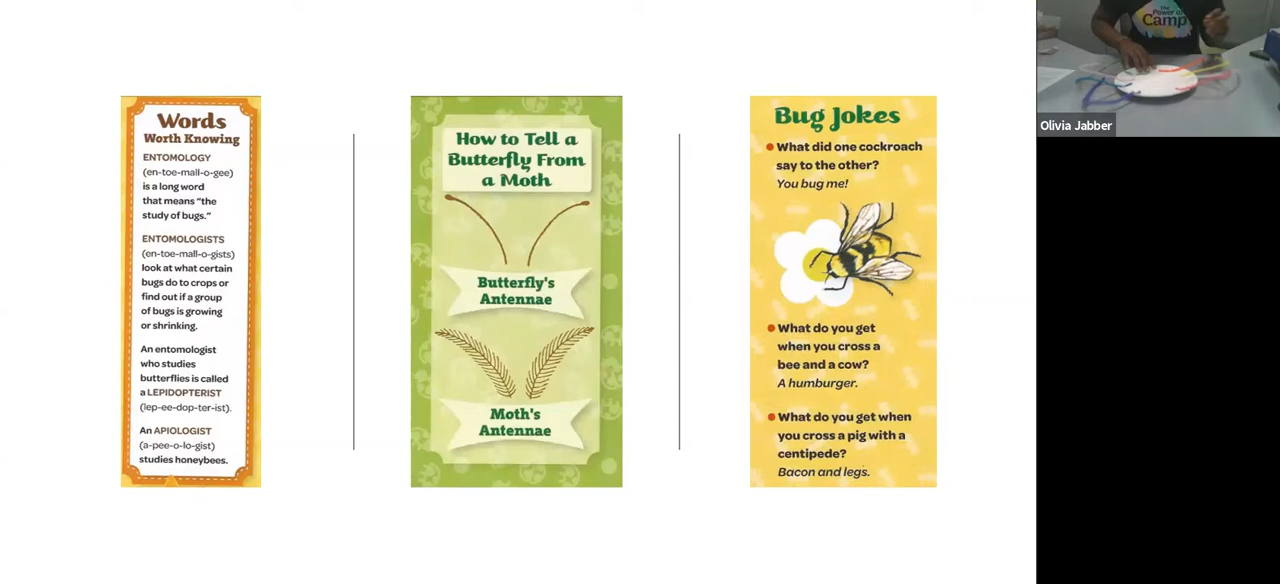 Words
Worth Knowing
ENTOMOLOGY
(en-toe-mall-o-gee)
is a long word
that means "the
study of bugs."
ENTOMOLOGISTS
(en-toe-mall-o-gists)
look at what certain
bugs do to crops or
find out if a group
of bugs is growing
or shrinking.
An entomologist
who studies
butterflies is called
a LEPIDOPTERIST
(lep-ee-dop-ter-ist).
An APIOLOGIST
(a-pee-o-lo-gist)
studies honeybees.
How to Tell a
Butterfly From
a Moth
Butterfly's
Antennae
Moth's
Antennae
Bug Jokes
What did one cockroach
say to the other?
You bug me!
What do you get
when you cross a
bee and a cow?
A humburger.
What do you get when
you cross a pig with a
centipede?
Bacon and legs.
The
Power of
Camp
Olivia Jabber